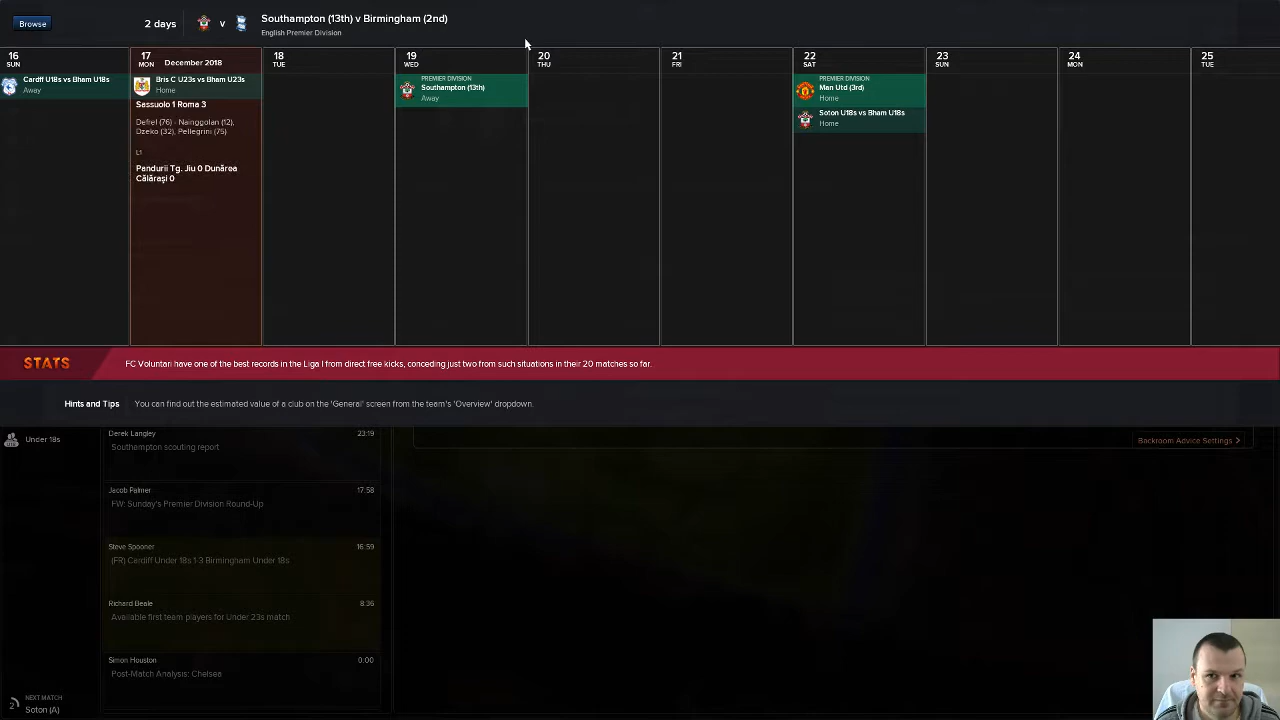 Browse
2 days
v
Southampton (13th) v Birmingham (2nd)
English Premier Division
16
SUN
17
MON
December 2018
18
TUE
19
WED
20
THU
21
FRI
22
SAT
23
SUN
24
MON
25
TUE
Cardiff U18s vs Bham U18s
Away
Bris C U23s vs Bham U23s
Home
Sassuolo 1 Roma 3
Defrel (76) - Nainggolan (12),
Dzeko (32), Pellegrini (75)
L1
Pandurii Tg. Jiu 0 Dunărea
Călărași 0
PREMIER DIVISION
Southampton (13th)
Away
PREMIER DIVISION
Man Utd (3rd)
Home
Soton U18s vs Bham U18s
Home
STATS
FC Voluntari have one of the best records in the Liga I from direct free kicks, conceding just two from such situations in their 20 matches so far.
Hints and Tips
You can find out the estimated value of a club on the 'General' screen from the team's 'Overview' dropdown.
Under 18s
Derek Langley
23:19
Southampton scouting report
Backroom Advice Settings >
Jacob Palmer
17:58
FW: Sunday's Premier Division Round-Up
Steve Spooner
16:59
(FR) Cardiff Under 18s 1-3 Birmingham Under 18s
Richard Beale
8:36
Available first team players for Under 23s match
Simon Houston
0:00
Post-Match Analysis: Chelsea
2
NEXT MATCH
Soton (A)